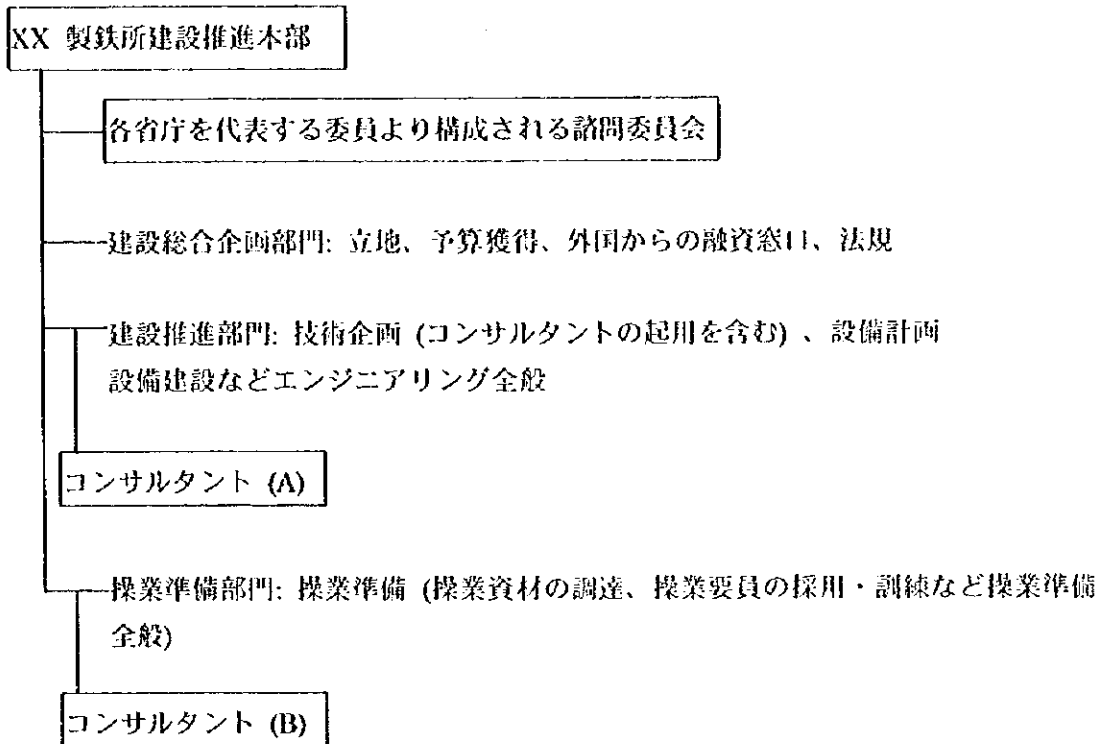 XX 製鉄所建設推進本部
各省庁を代表する委員より構成される諮問委員会
建設総合企画部門: 立地、予算獲得、外国からの融資窓口、法規
建設推進部門: 技術企画 (コンサルタントの起用を含む) 、設備計画
設備建設などエンジニアリング全般
コンサルタント (A)
操業準備部門: 操業準備 (操業資材の調達、操業要員の採用・訓練など操業準備
全般)
コンサルタント (B)